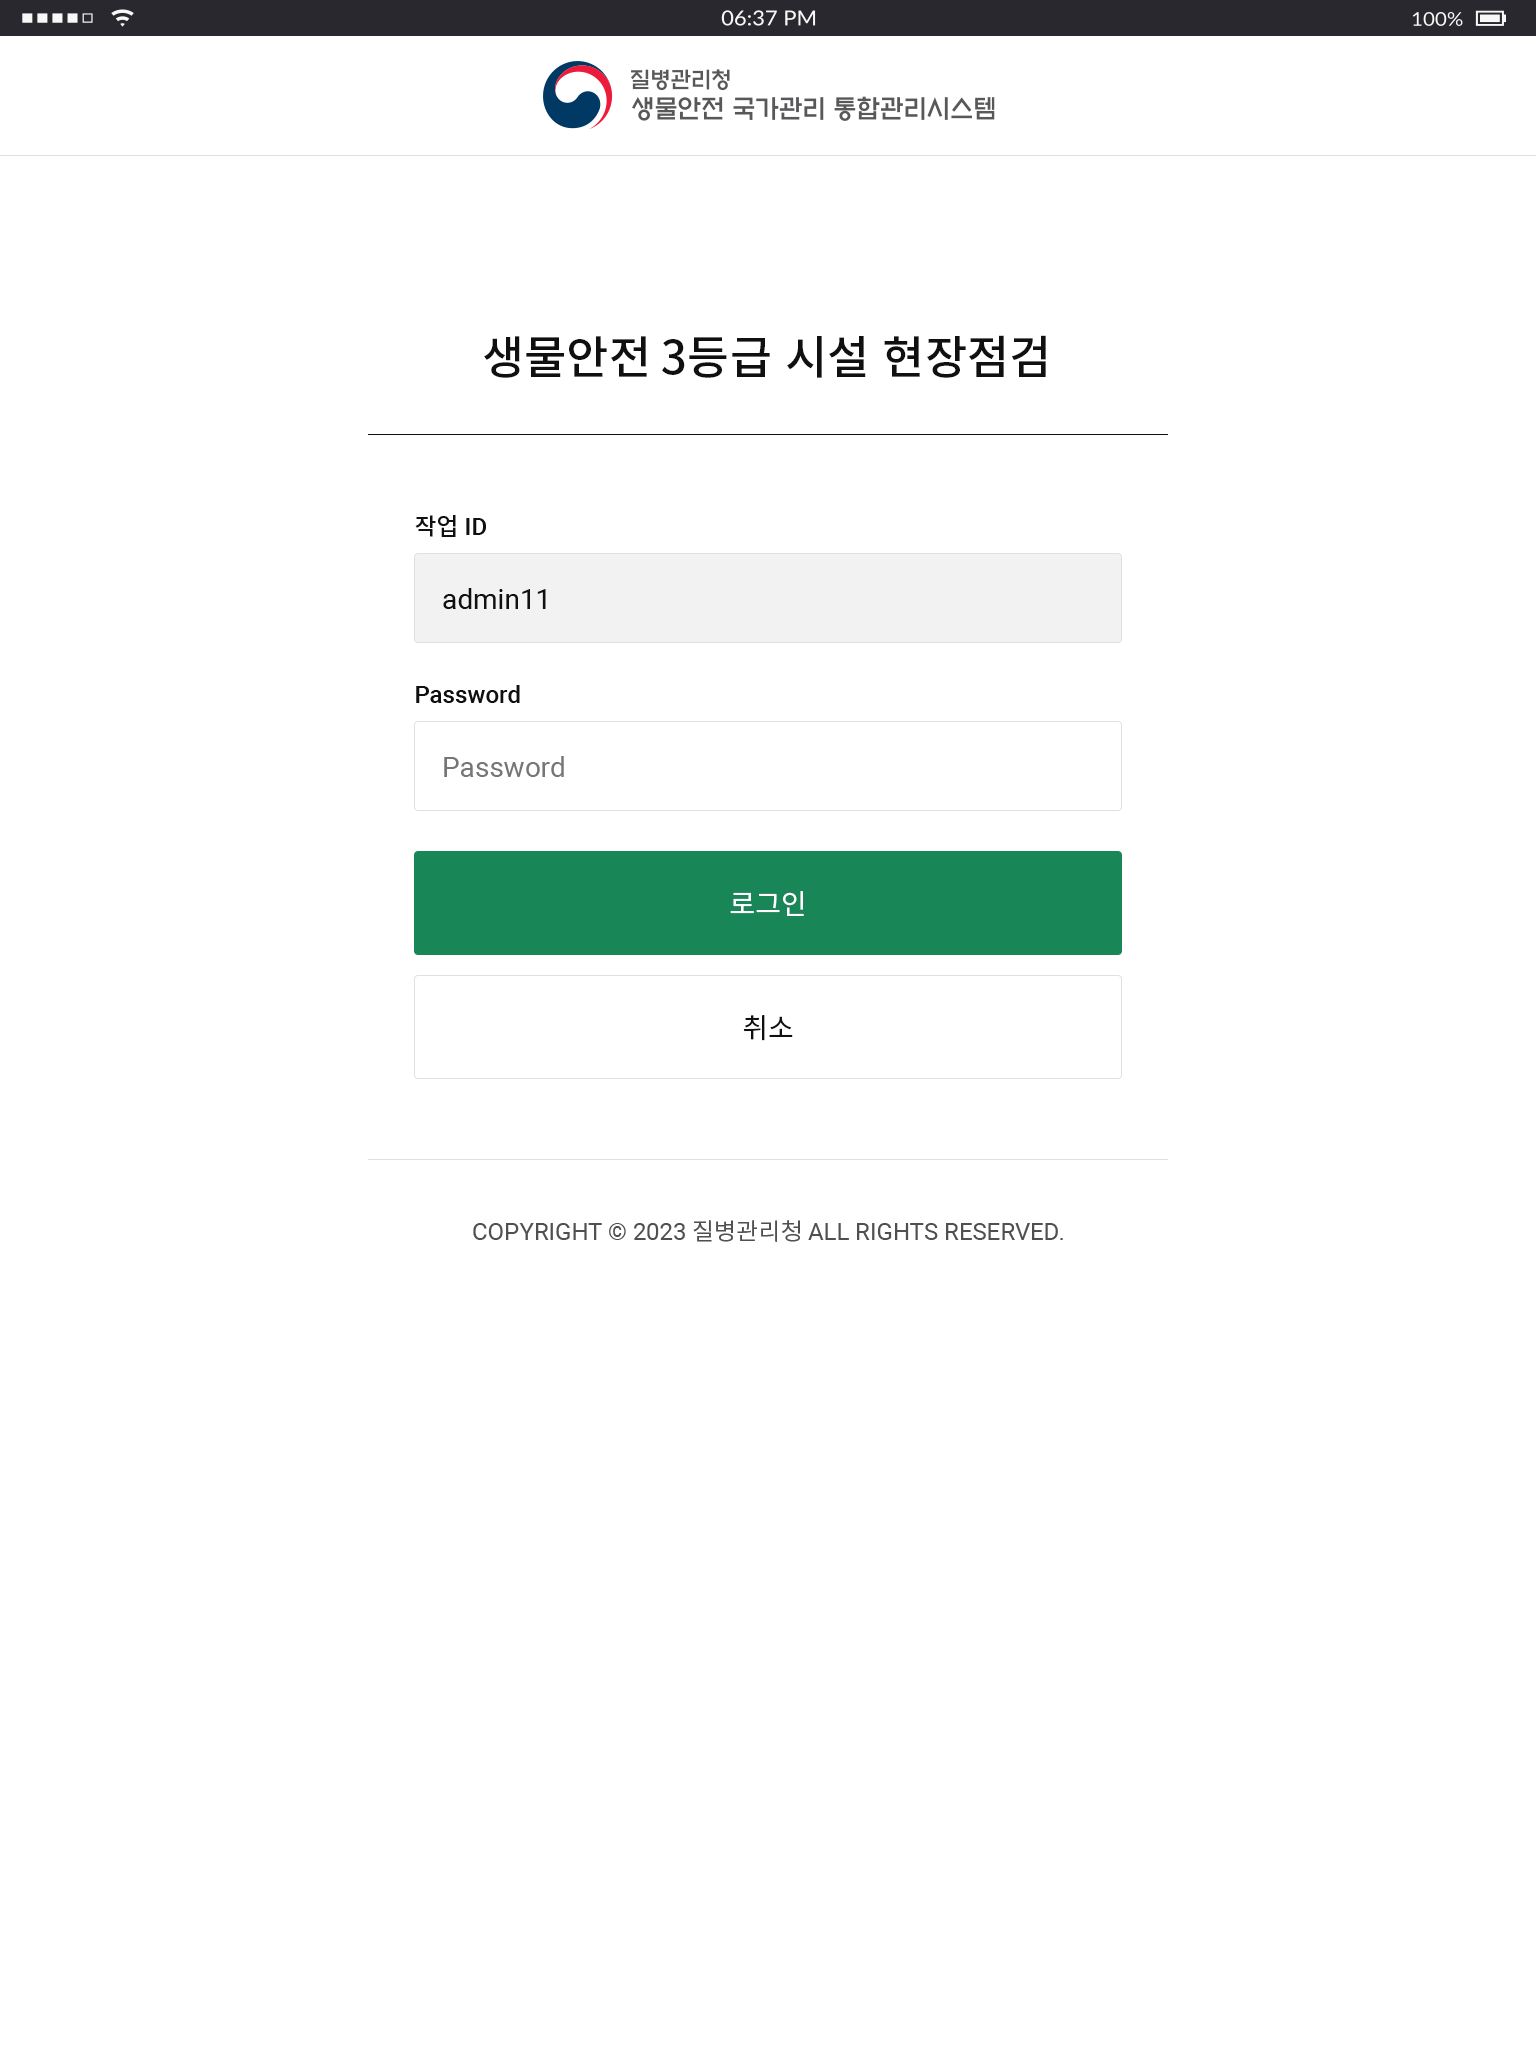 06:37 PM
100%
질병관리청
생물안전 국가관리 통합관리시스템
생물안전 3등급 시설 현장점검
작업 ID
admin11
Password
Password
로그인
취소
COPYRIGHT © 2023 질병관리청 ALL RIGHTS RESERVED.